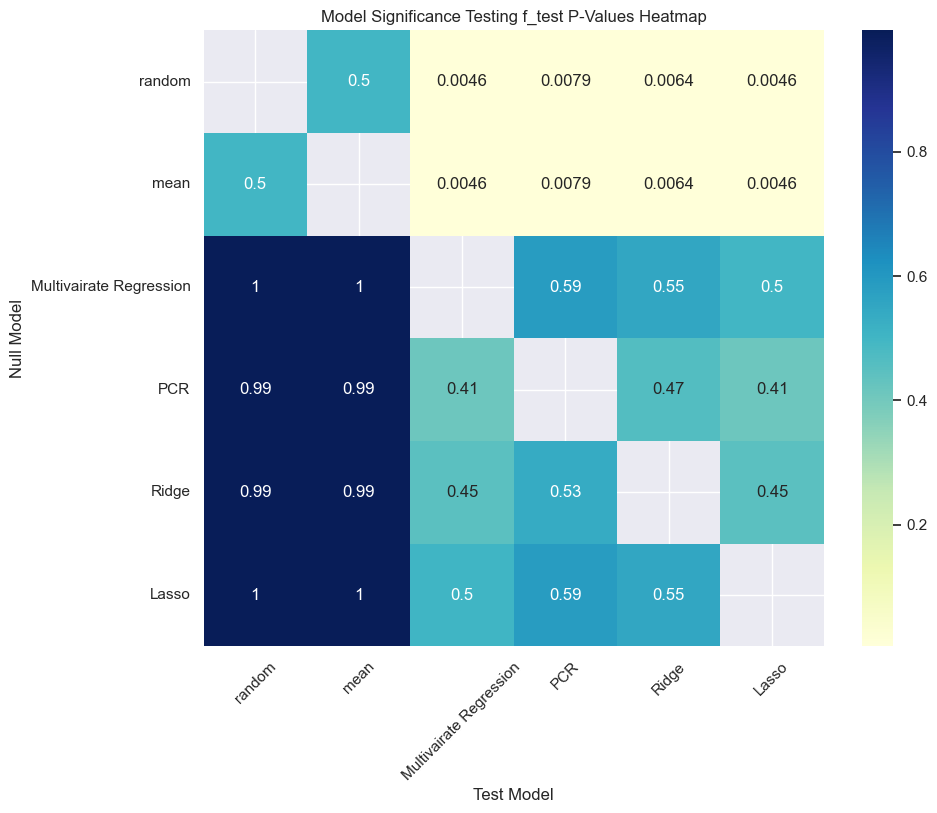 Model Significance Testing f_test P-Values Heatmap
Null Model
random
0.5
0.0046
0.0079
0.0064
0.0046
mean
0.5
0.0046
0.0079
0.0064
0.0046
Multivairate Regression
1
1
0.59
0.55
0.5
PCR
0.99
0.99
0.41
0.47
0.41
Ridge
0.99
0.99
0.45
0.53
0.45
Lasso
1
1
0.5
0.59
0.55
random
mean
Multivairate Regression
PCR
Ridge
Lasso
Test Model
0.8
0.6
0.4
0.2